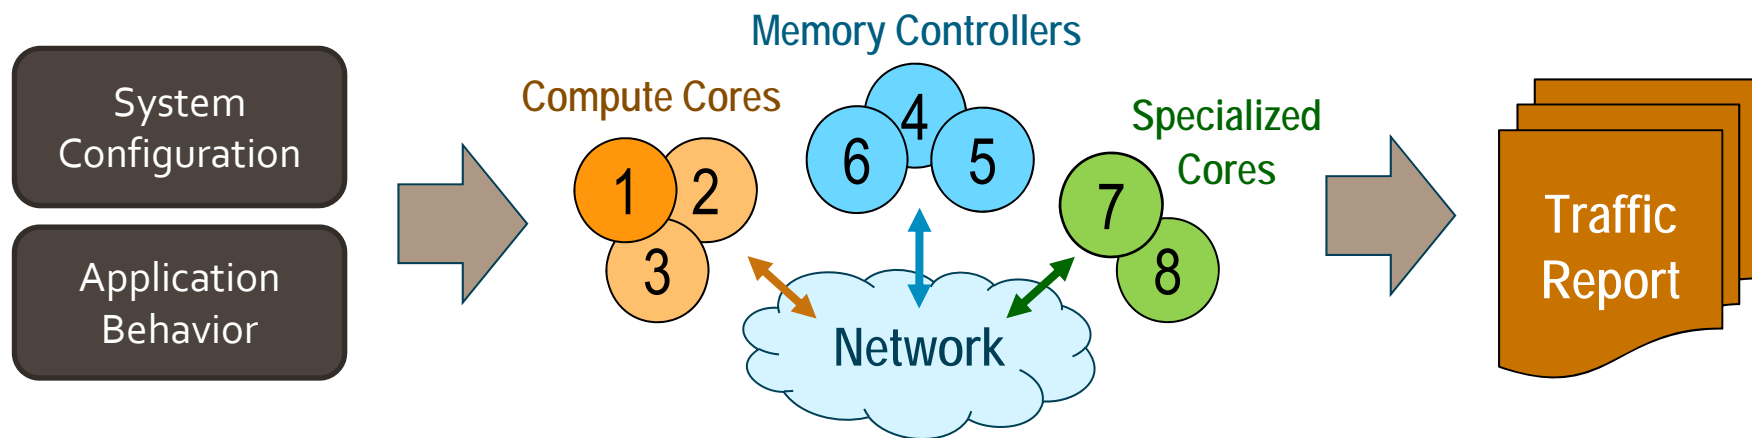 System
Configuration
Application
Behavior
Compute Cores
1
2
3
Memory Controllers
4
6
5
Specialized
Cores
7
8
Network
Traffic
Report